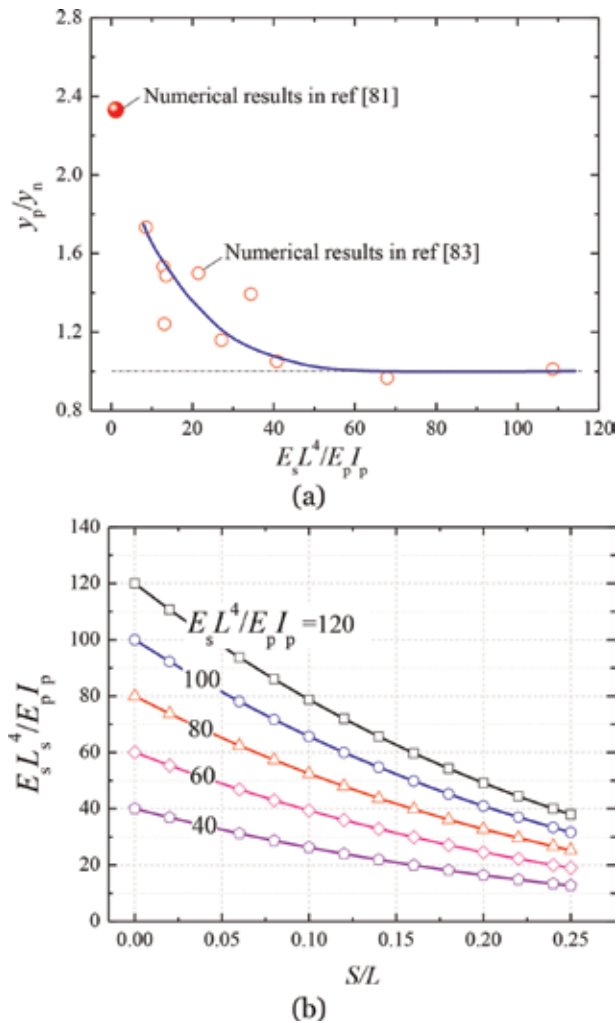 2.8
2.4
2.0
1.6
1.2
0.8
y_p/y_n
Numerical results in ref [81]
Numerical results in ref [83]
0 20 40 60 80 100 120
E_sL^4/E_pI_p
(a)
140
120
100
80
60
40
20
0
E_sL_s^4/E_pI_p
E_sL^4/E_pI_p =120
100
80
60
40
0.00 0.05 0.10 0.15 0.20 0.25
S/L
(b)